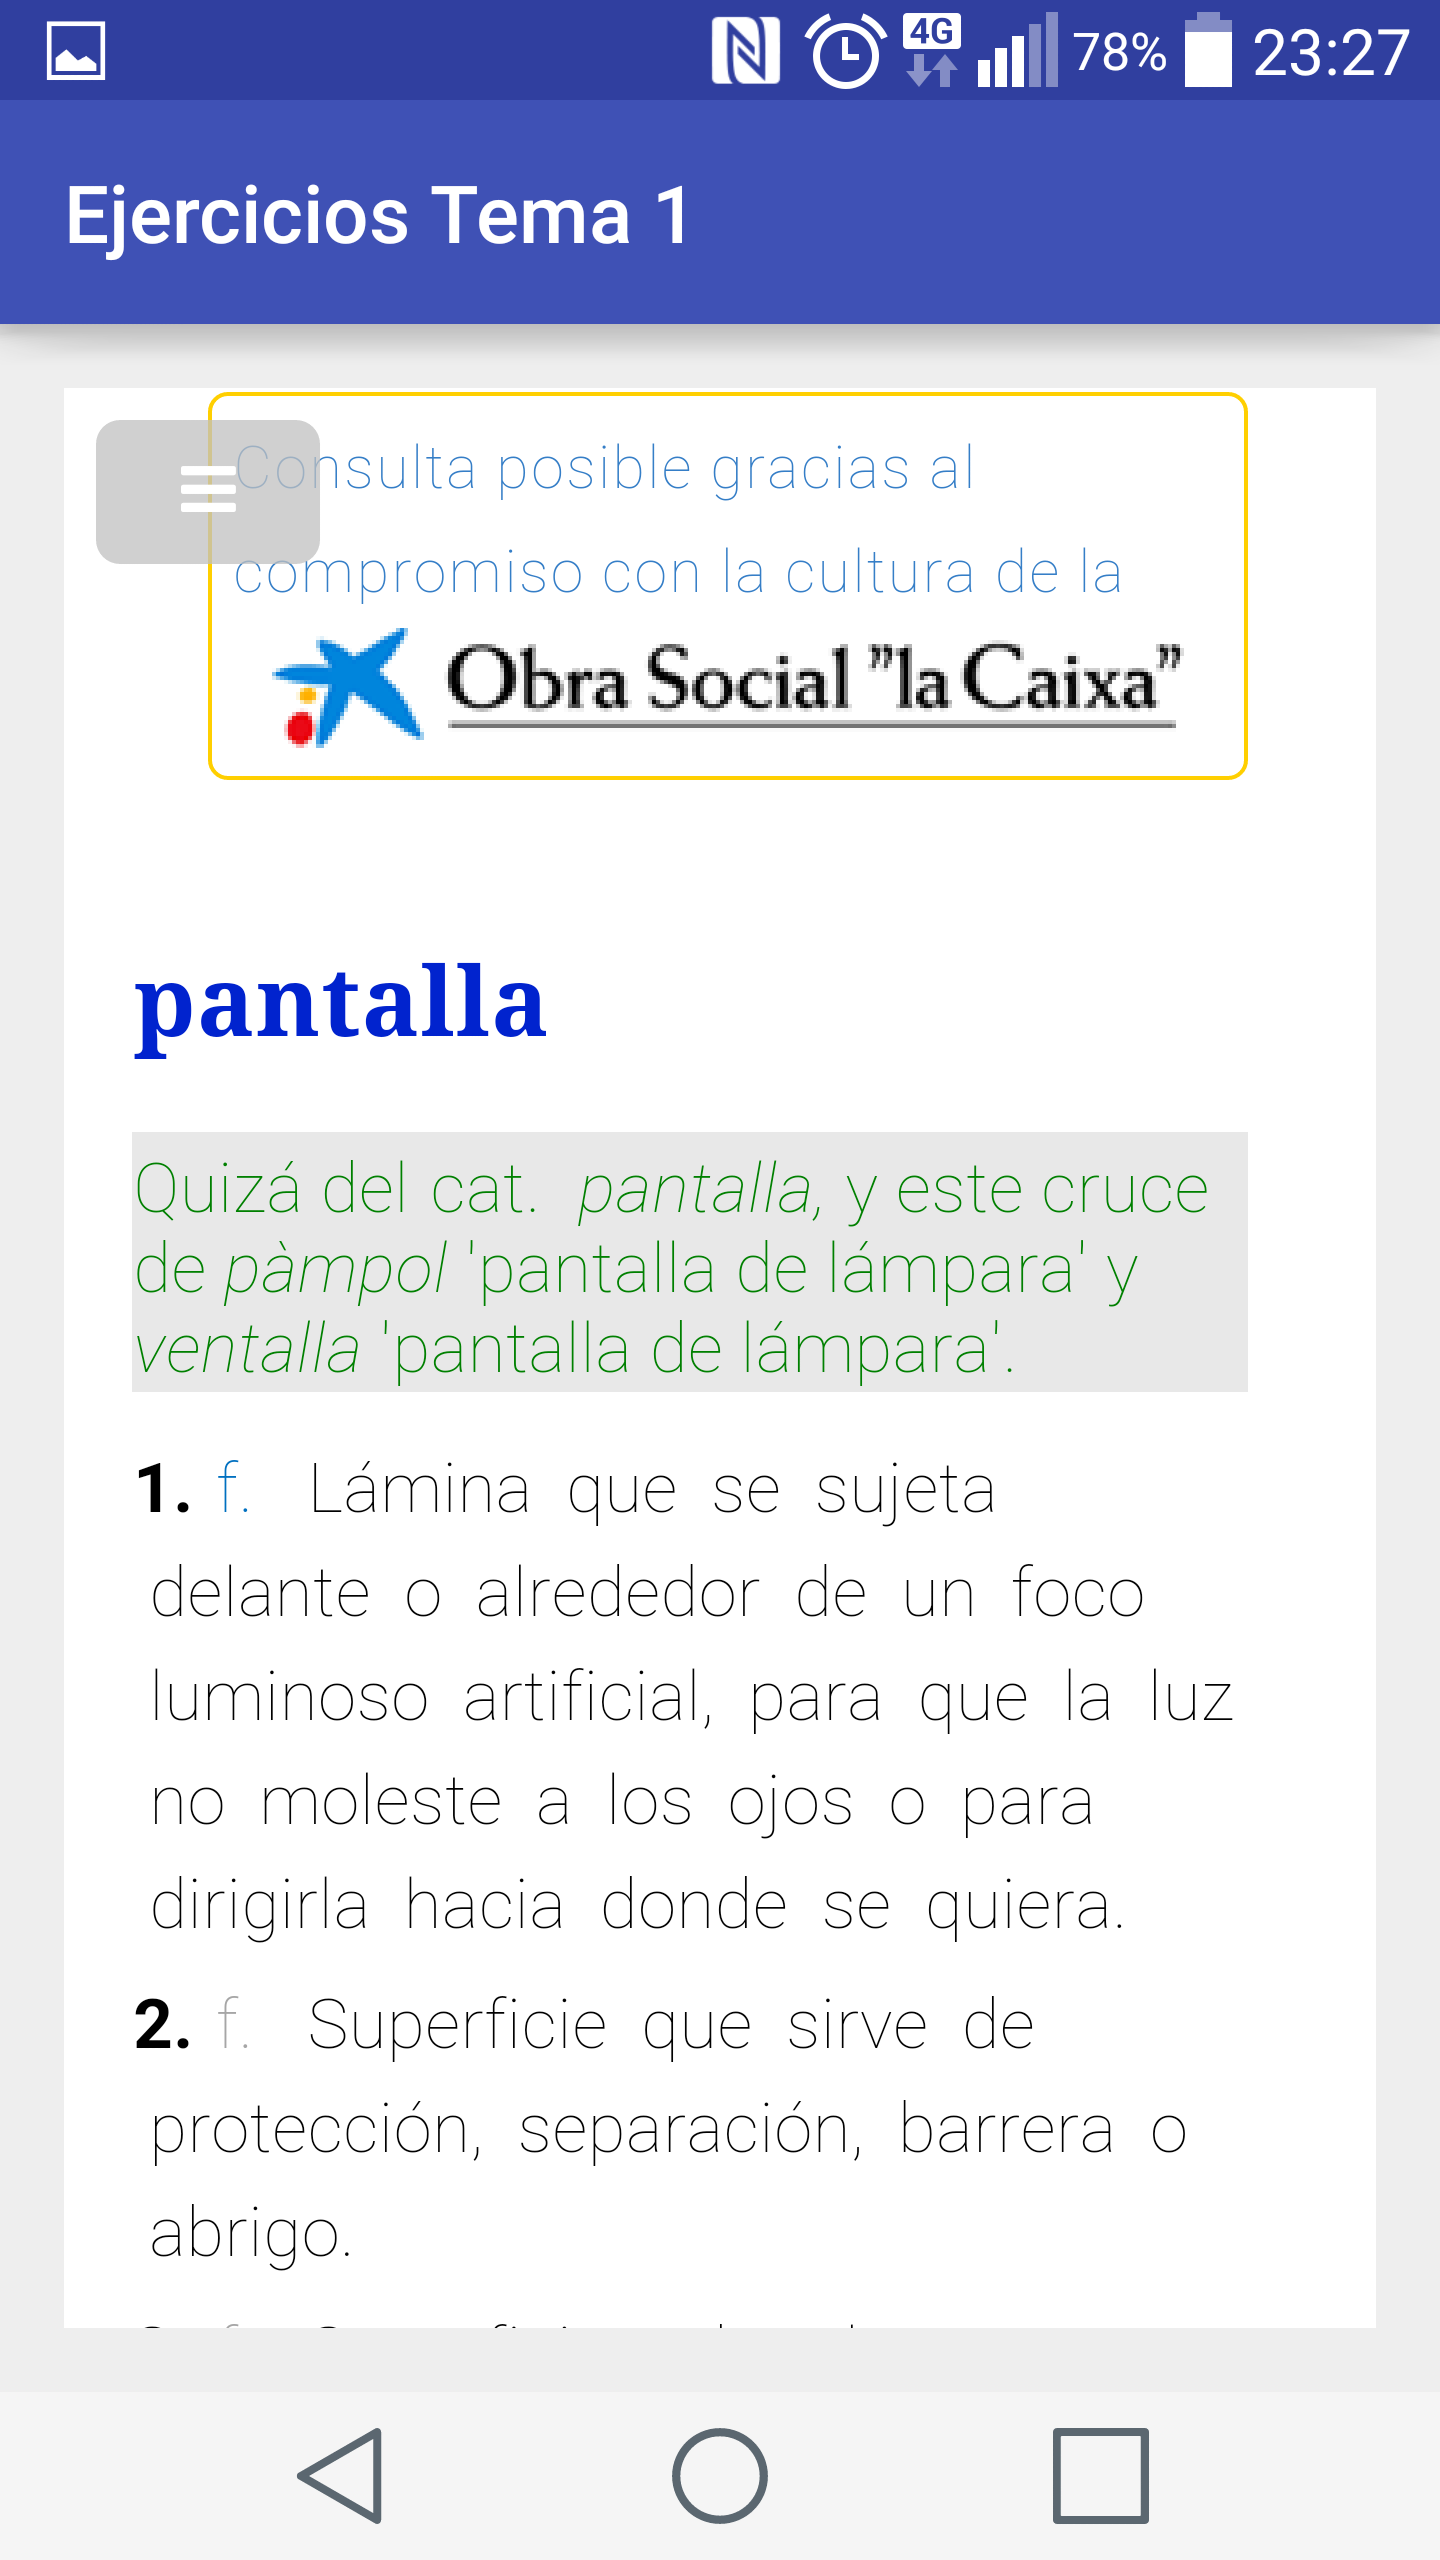 4G 78% 23:27
Ejercicios Tema 1
Consulta posible gracias al
compromiso con la cultura de la
Obra Social "la Caixa"
pantalla
Quizá del cat. pantalla, y este cruce
de pàmpol 'pantalla de lámpara' y
ventalla 'pantalla de lámpara'.
1. f. Lámina que se sujeta
delante o alrededor de un foco
luminoso artificial, para que la luz
no moleste a los ojos o para
dirigirla hacia donde se quiera.
2. f. Superficie que sirve de
protección, separación, barrera o
abrigo.